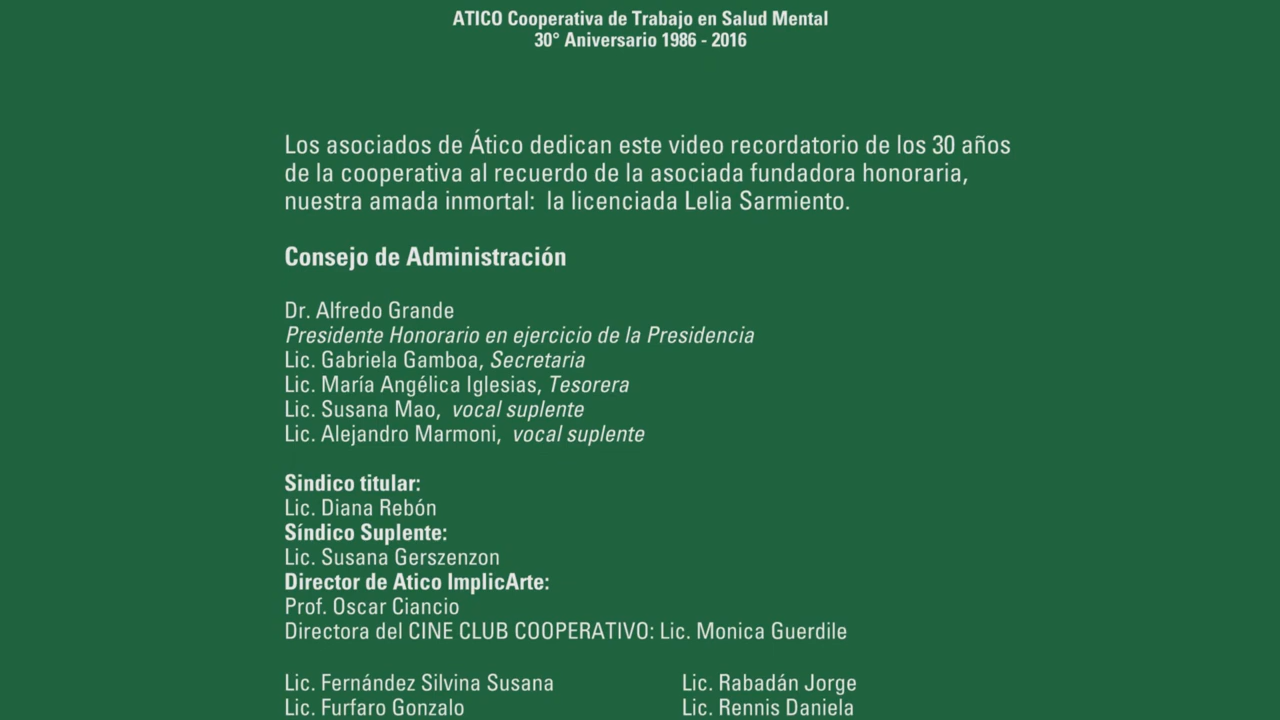 ATICO Cooperativa de Trabajo en Salud Mental
30° Aniversario 1986 - 2016
Los asociados de Ático dedican este video recordatorio de los 30 años
de la cooperativa al recuerdo de la asociada fundadora honoraria,
nuestra amada inmortal:  la licenciada Lelia Sarmiento.
Consejo de Administración
Dr. Alfredo Grande
Presidente Honorario en ejercicio de la Presidencia
Lic. Gabriela Gamboa, Secretaria
Lic. María Angélica Iglesias, Tesorera
Lic. Susana Mao,  vocal suplente
Lic. Alejandro Marmoni,  vocal suplente
Sindico titular:
Lic. Diana Rebón
Síndico Suplente:
Lic. Susana Gerszenzon
Director de Atico ImplicArte:
Prof. Oscar Ciancio
Directora del CINE CLUB COOPERATIVO: Lic. Monica Guerdile
Lic. Fernández Silvina Susana
Lic. Furfaro Gonzalo
Lic. Rabadán Jorge
Lic. Rennis Daniela